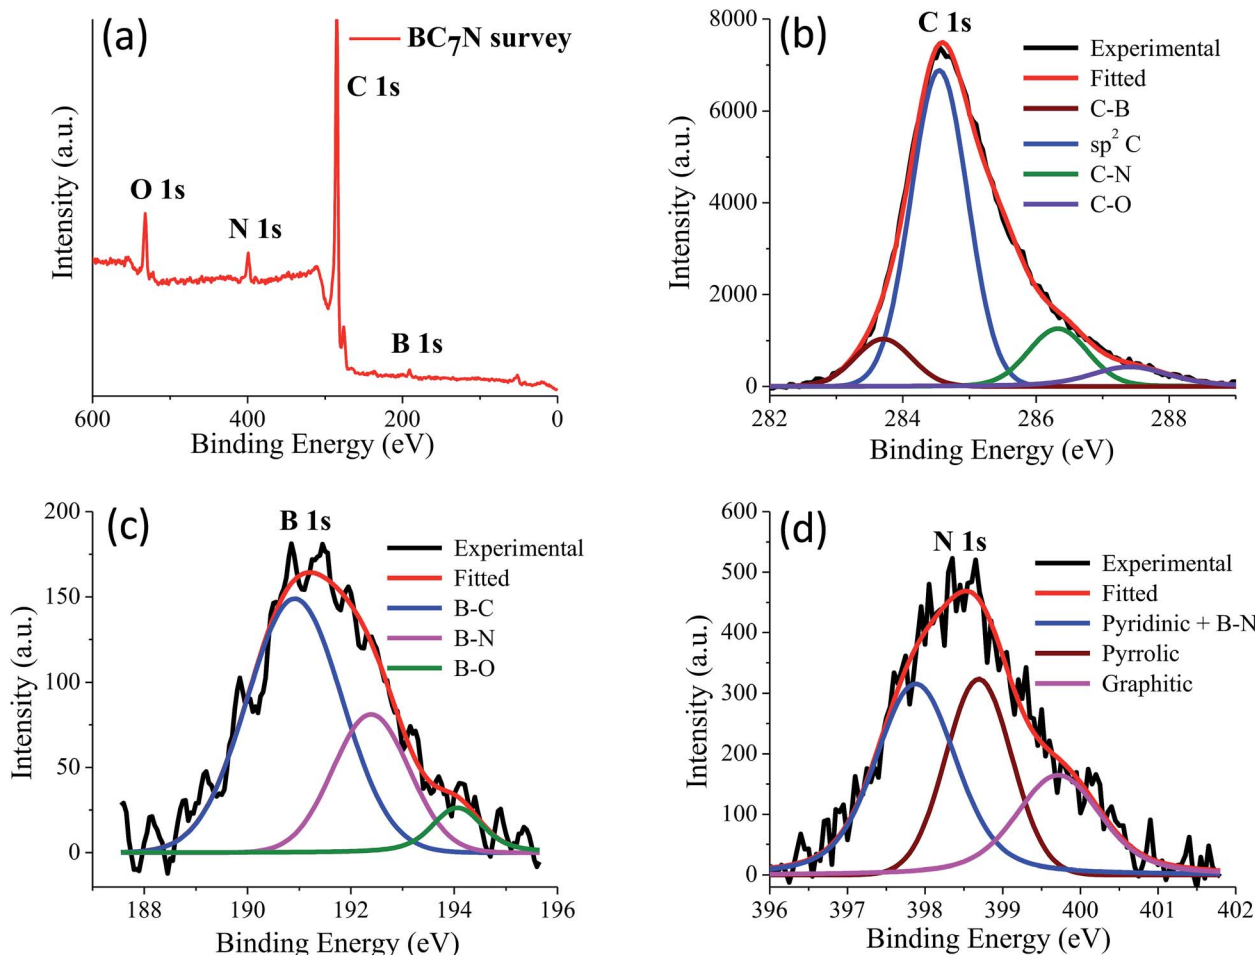 (a)
BC7N survey
C 1s
O 1s
N 1s
B 1s
Intensity (a.u.)
600 400 200 0
Binding Energy (eV)
(b)
C 1s
Experimental
Fitted
C-B
sp² C
C-N
C-O
Intensity (a.u.)
8000
6000
4000
2000
0
282 284 286 288
Binding Energy (eV)
(c)
B 1s
Experimental
Fitted
B-C
B-N
B-O
Intensity (a.u.)
200
150
100
50
0
188 190 192 194 196
Binding Energy (eV)
(d)
N 1s
Experimental
Fitted
Pyridinic + B-N
Pyrrolic
Graphitic
Intensity (a.u.)
600
500
400
300
200
100
0
396 397 398 399 400 401 402
Binding Energy (eV)